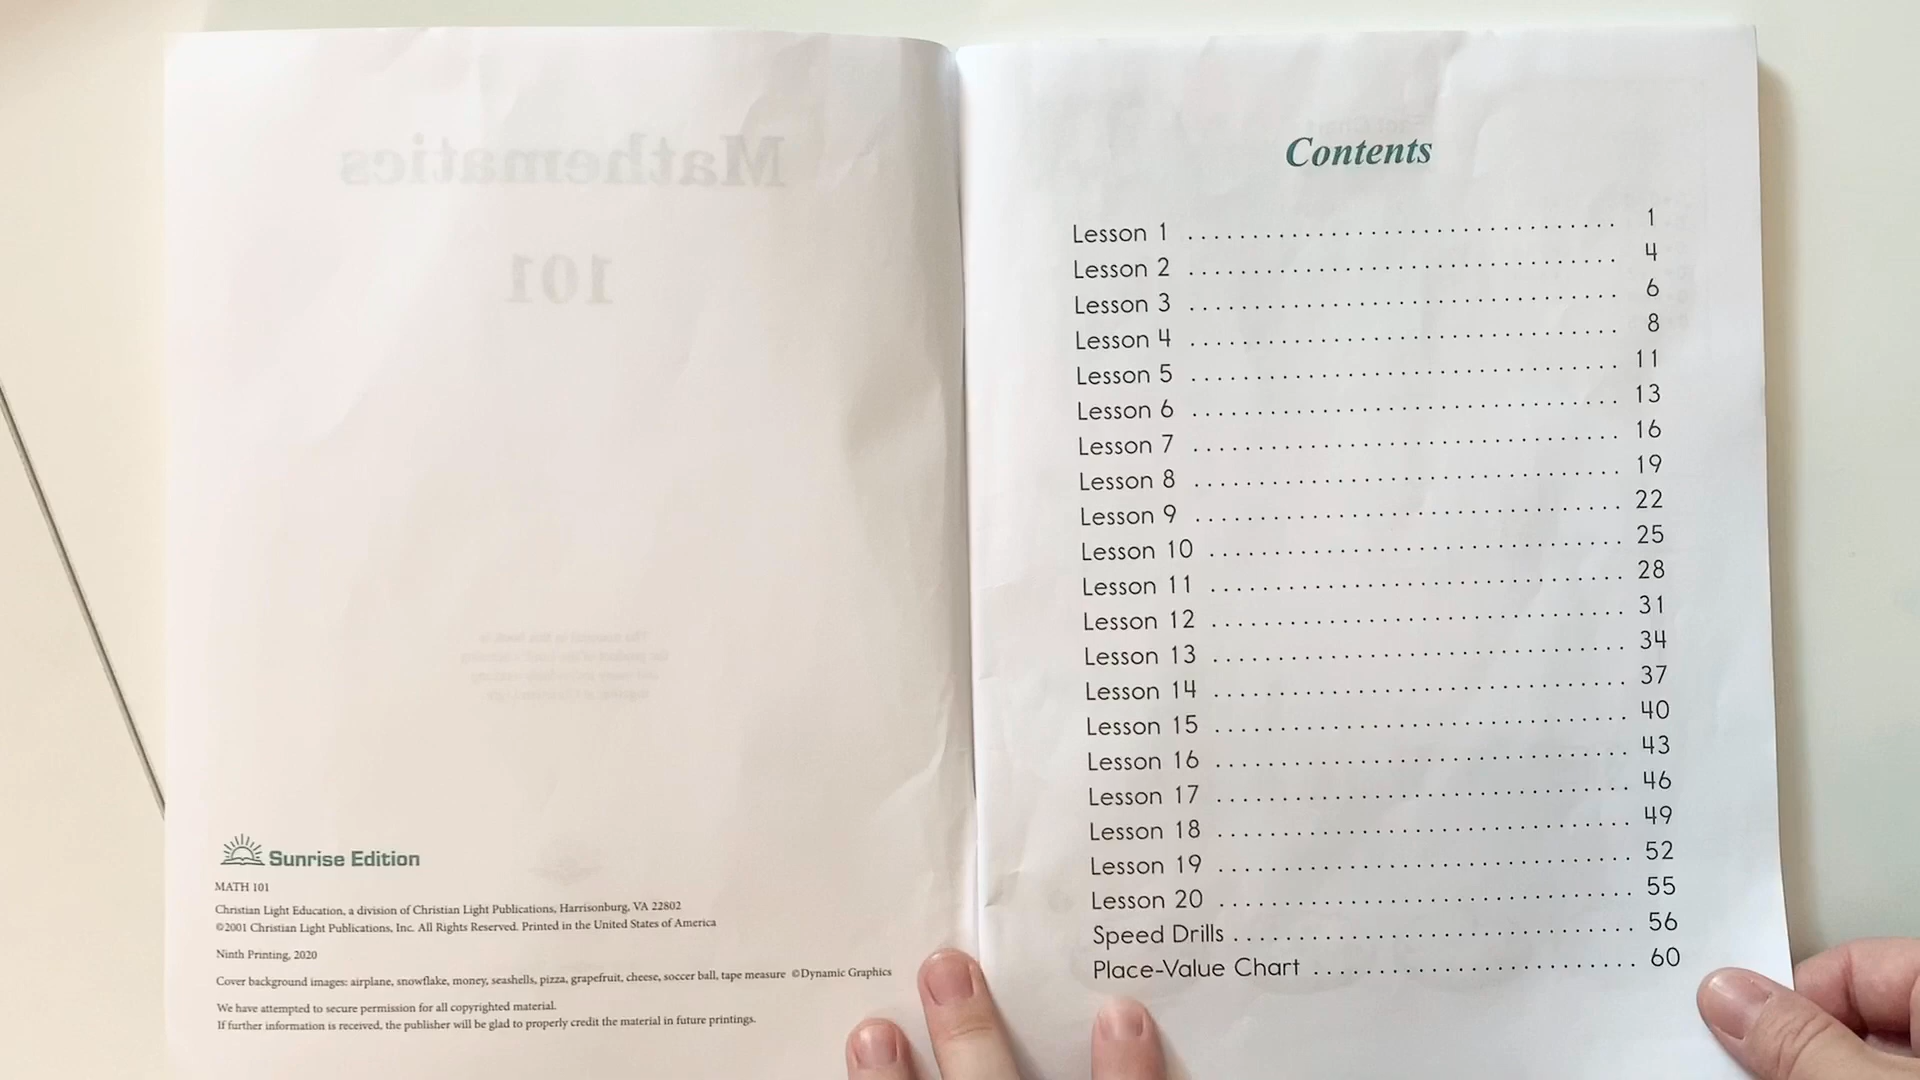 Mathematics
101
Sunrise Edition
MATH 101
Christian Light Education, a division of Christian Light Publications, Harrisonburg, VA 22802
©2001 Christian Light Publications, Inc. All Rights Reserved. Printed in the United States of America
Ninth Printing, 2020
Cover background images: airplane, snowflake, money, seashells, pizza, grapefruit, cheese, soccer ball, tape measure ©Dynamic Graphics
We have attempted to secure permission for all copyrighted material.
If further information is received, the publisher will be glad to properly credit the material in future printings.
Contents
Lesson 1 . . . . . . . . . . . . . . . . . . . . . . . . . . . . . . . . . 1
Lesson 2 . . . . . . . . . . . . . . . . . . . . . . . . . . . . . . . . . 4
Lesson 3 . . . . . . . . . . . . . . . . . . . . . . . . . . . . . . . . . 6
Lesson 4 . . . . . . . . . . . . . . . . . . . . . . . . . . . . . . . . . 8
Lesson 5 . . . . . . . . . . . . . . . . . . . . . . . . . . . . . . . . . 11
Lesson 6 . . . . . . . . . . . . . . . . . . . . . . . . . . . . . . . . . 13
Lesson 7 . . . . . . . . . . . . . . . . . . . . . . . . . . . . . . . . . 16
Lesson 8 . . . . . . . . . . . . . . . . . . . . . . . . . . . . . . . . . 19
Lesson 9 . . . . . . . . . . . . . . . . . . . . . . . . . . . . . . . . . 22
Lesson 10 . . . . . . . . . . . . . . . . . . . . . . . . . . . . . . . . 25
Lesson 11 . . . . . . . . . . . . . . . . . . . . . . . . . . . . . . . . 28
Lesson 12 . . . . . . . . . . . . . . . . . . . . . . . . . . . . . . . . 31
Lesson 13 . . . . . . . . . . . . . . . . . . . . . . . . . . . . . . . . 34
Lesson 14 . . . . . . . . . . . . . . . . . . . . . . . . . . . . . . . . 37
Lesson 15 . . . . . . . . . . . . . . . . . . . . . . . . . . . . . . . . 40
Lesson 16 . . . . . . . . . . . . . . . . . . . . . . . . . . . . . . . . 43
Lesson 17 . . . . . . . . . . . . . . . . . . . . . . . . . . . . . . . . 46
Lesson 18 . . . . . . . . . . . . . . . . . . . . . . . . . . . . . . . . 49
Lesson 19 . . . . . . . . . . . . . . . . . . . . . . . . . . . . . . . . 52
Lesson 20 . . . . . . . . . . . . . . . . . . . . . . . . . . . . . . . . 55
Speed Drills . . . . . . . . . . . . . . . . . . . . . . . . . . . . . . . 56
Place-Value Chart . . . . . . . . . . . . . . . . . . . . . . . . . 60